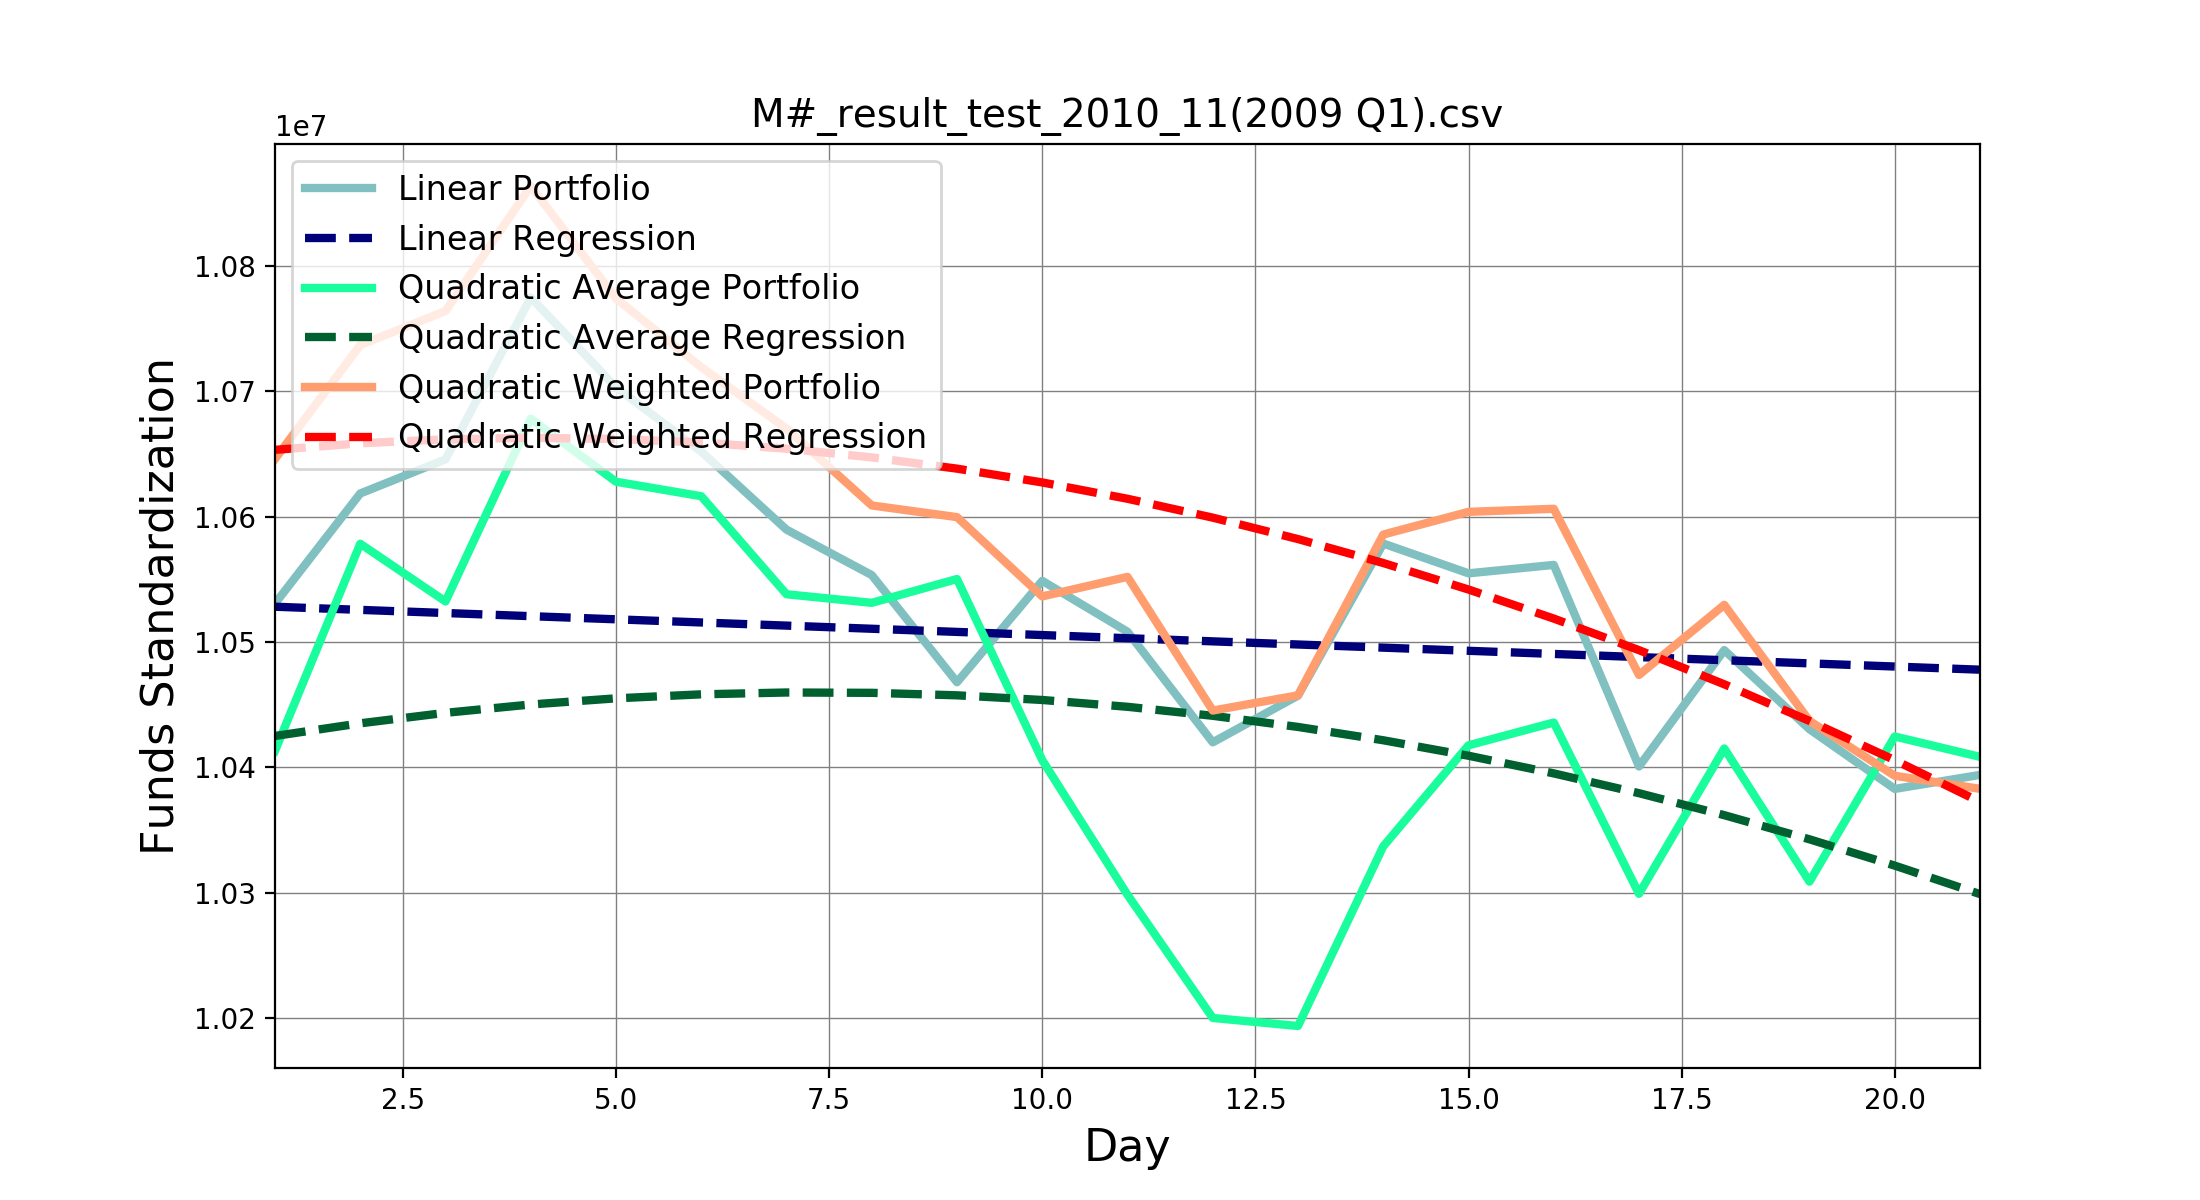 M#_result_test_2010_11(2009 Q1).csv
1e7
Linear Portfolio
Linear Regression
Quadratic Average Portfolio
Quadratic Average Regression
Quadratic Weighted Portfolio
Quadratic Weighted Regression
Funds Standardization
1.08
1.07
1.06
1.05
1.04
1.03
1.02
2.5 5.0 7.5 10.0 12.5 15.0 17.5 20.0
Day